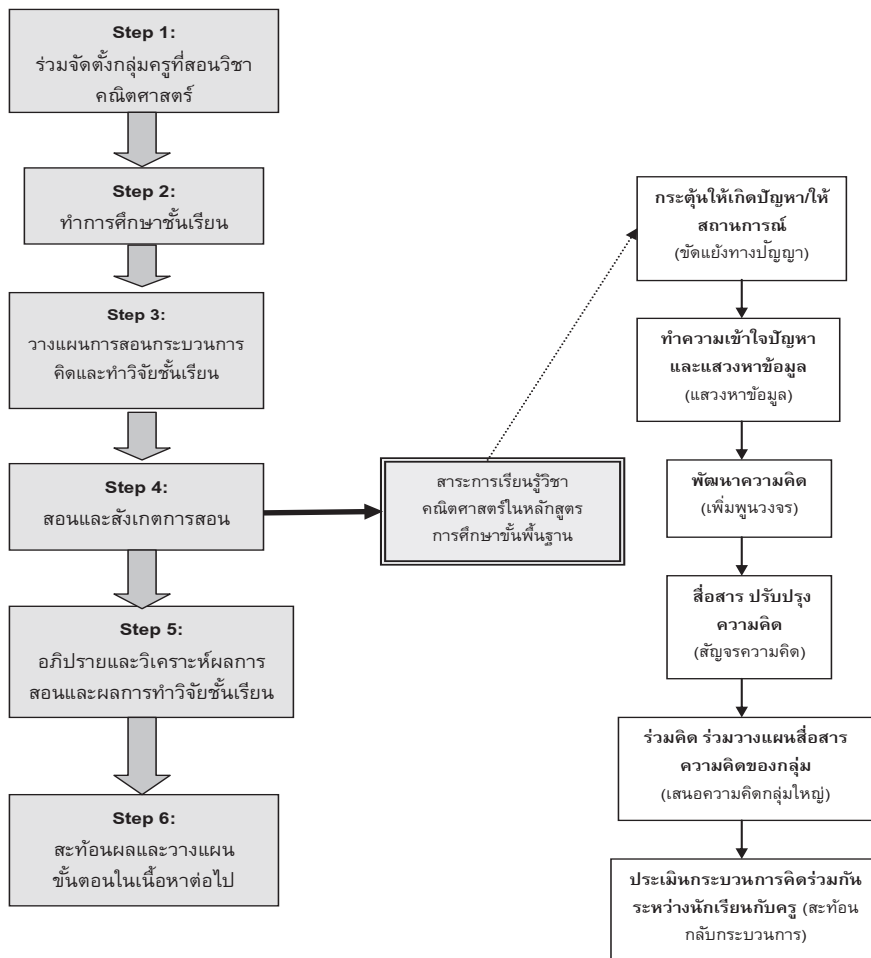 Step 1:
ร่วมจัดตั้งกลุ่มครูที่สอนวิชา
คณิตศาสตร์
Step 2:
ทำการศึกษาชั้นเรียน
Step 3:
วางแผนการสอนกระบวนการ
คิดและทำวิจัยชั้นเรียน
Step 4:
สอนและสังเกตการสอน
Step 5:
อภิปรายและวิเคราะห์ผลการ
สอนและผลการทำวิจัยชั้นเรียน
Step 6:
สะท้อนผลและวางแผน
ขั้นตอนในเนื้อหาต่อไป
สาระการเรียนรู้วิชา
คณิตศาสตร์ในหลักสูตร
การศึกษาขั้นพื้นฐาน
กระตุ้นให้เกิดปัญหา/ให้
สถานการณ์
(ขัดแย้งทางปัญญา)
ทำความเข้าใจปัญหา
และแสวงหาข้อมูล
(แสวงหาข้อมูล)
พัฒนาความคิด
(เพิ่มพูนวงจร)
สื่อสาร ปรับปรุง
ความคิด
(สัญจรความคิด)
ร่วมคิด ร่วมวางแผนสื่อสาร
ความคิดของกลุ่ม
(เสนอความคิดกลุ่มใหญ่)
ประเมินกระบวนการคิดร่วมกัน
ระหว่างนักเรียนกับครู (สะท้อน
กลับกระบวนการ)